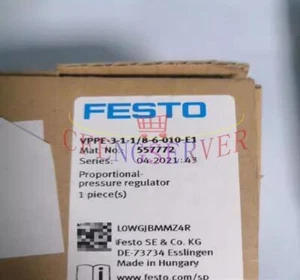 FESTO
VPPE-3-1-1/8-6-010-E1
Mat. No.: 557772
Series: 04-2021 43
Proportional-
pressure regulator
1 piece(s)
L0WGJBMMZ4R
Festo SE & Co. KG
DE-73734 Esslingen
Made in Hungary
www.festo.com/sp